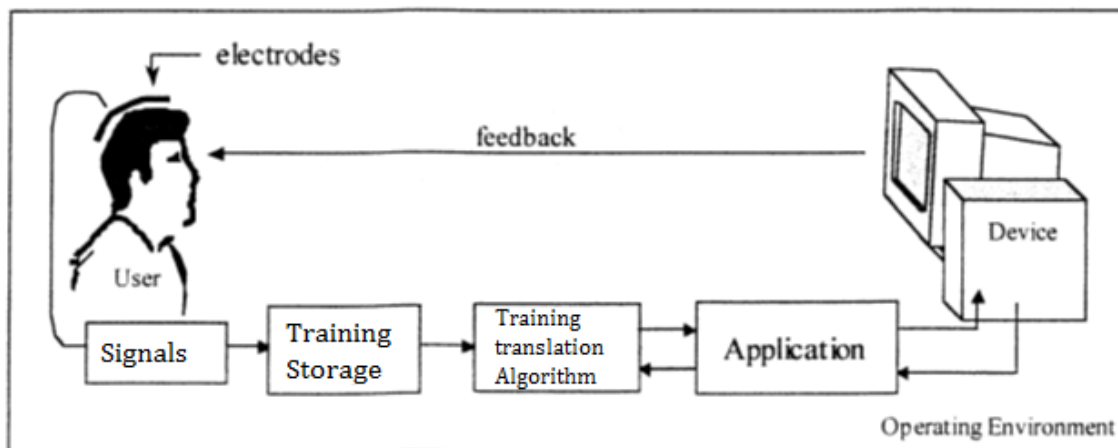 electrodes
feedback
Device
User
Signals
Training
Storage
Training
translation
Algorithm
Application
Operating Environment